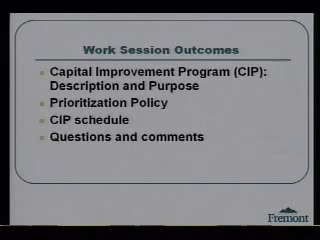 Work Session Outcomes
Capital Improvement Program (CIP):
Description and Purpose
Prioritization Policy
CIP schedule
Questions and comments
Fremont